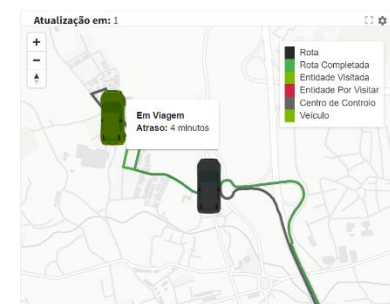 Atualização em: 1
+
−
Em Viagem
Atraso: 4 minutos
Rota
Rota Completada
Entidade Visitada
Entidade Por Visitar
Centro de Controlo
Veículo